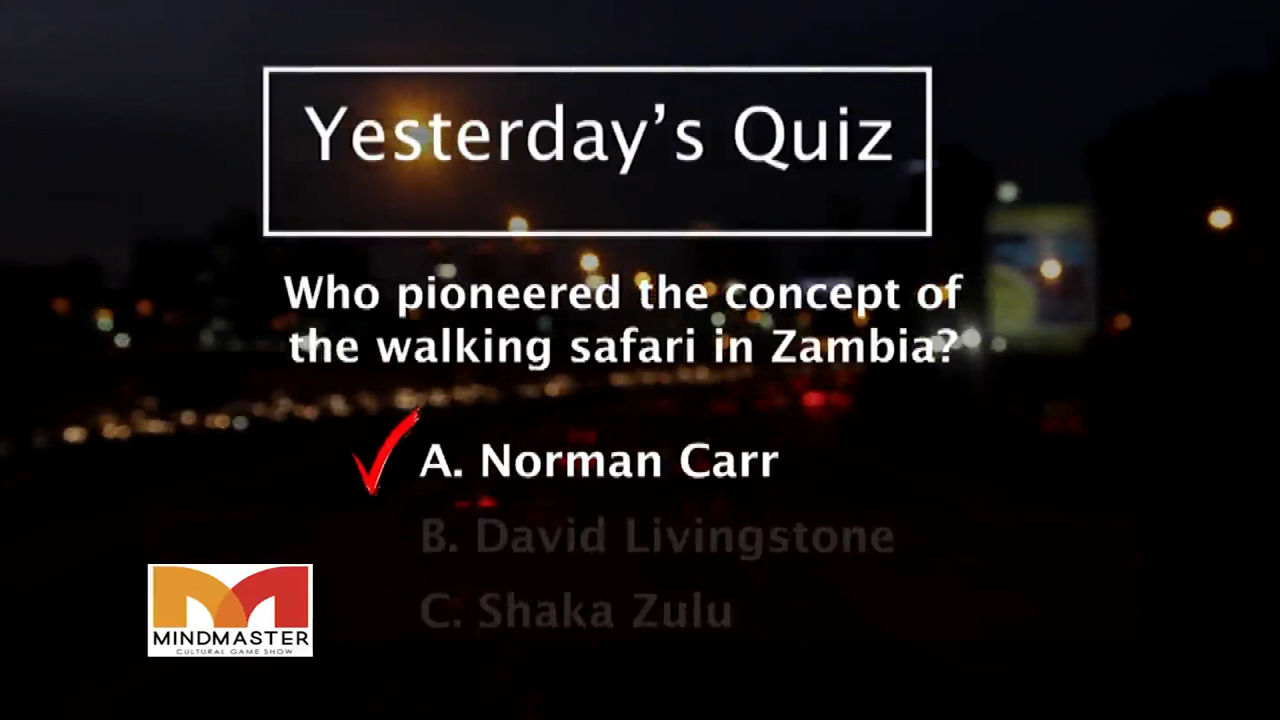 Yesterday’s Quiz
Who pioneered the concept of
the walking safari in Zambia?
A. Norman Carr
B. David Livingstone
C. Shaka Zulu
MINDMASTER
CULTURAL GAME SHOW